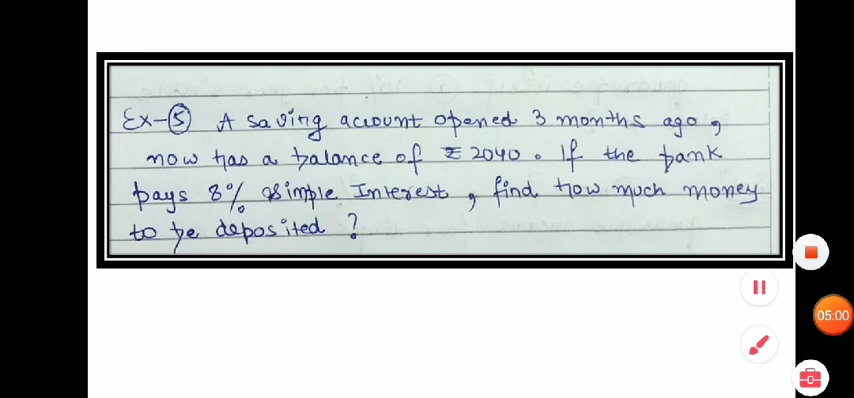 Ex-⑤ A saving account opened 3 months ago,
now has a balance of ₹ 2040. If the bank
pays 8% simple Interest, find how much money
to be deposited?
05:00